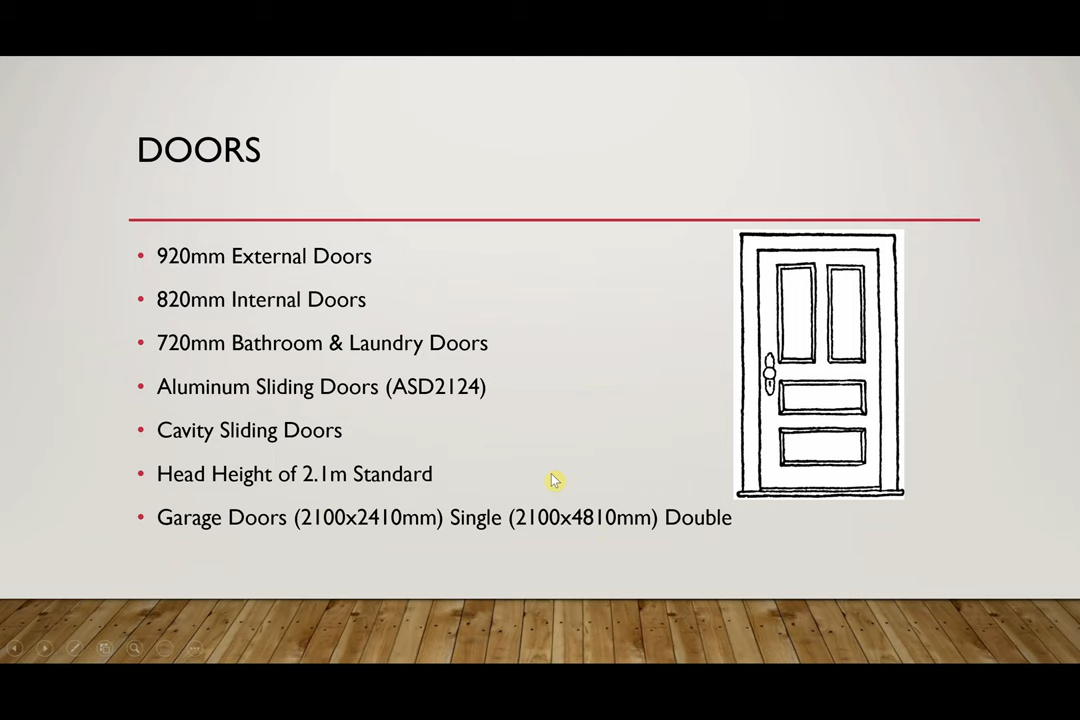 DOORS
• 920mm External Doors
• 820mm Internal Doors
• 720mm Bathroom & Laundry Doors
• Aluminum Sliding Doors (ASD2124)
• Cavity Sliding Doors
• Head Height of 2.1m Standard
• Garage Doors (2100x2410mm) Single (2100x4810mm) Double